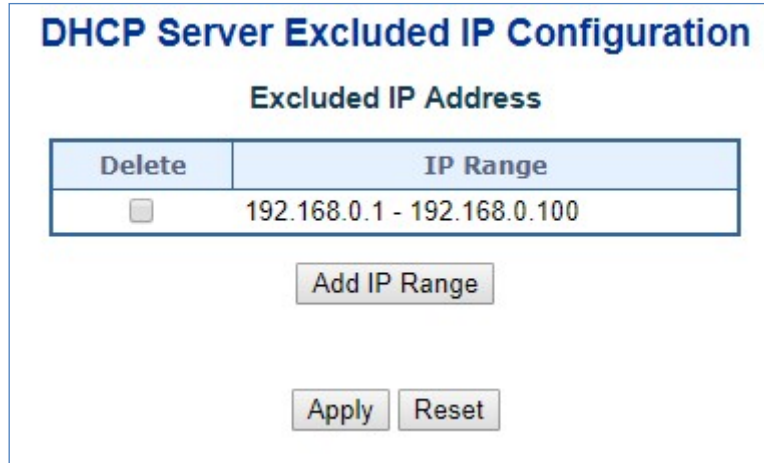 DHCP Server Excluded IP Configuration
Excluded IP Address
Delete IP Range
192.168.0.1 - 192.168.0.100
Add IP Range
Apply Reset